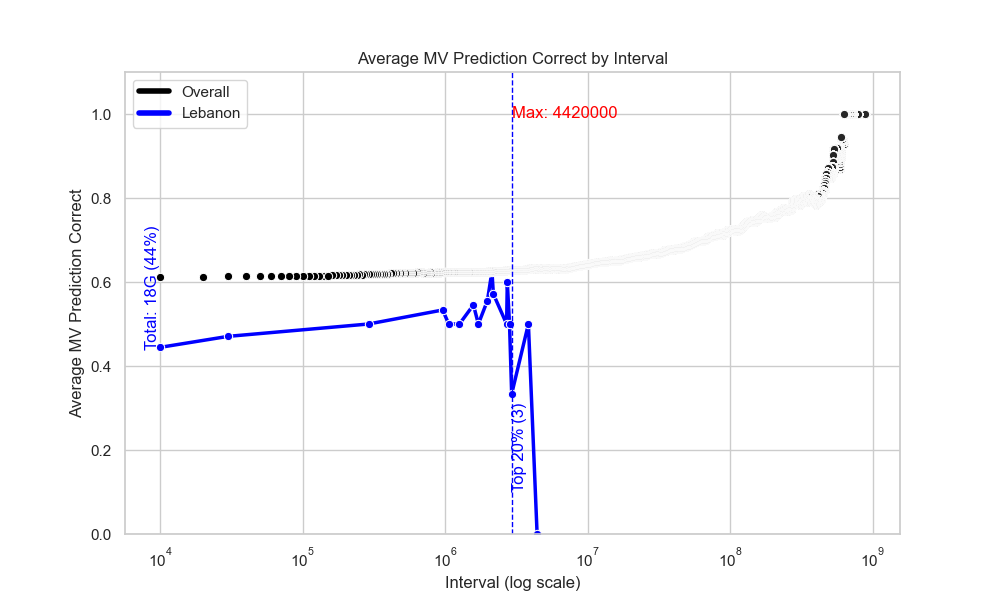 Average MV Prediction Correct by Interval
Overall
Lebanon
Max: 4420000
Total: 18G (44%)
Top 20% (3)
Average MV Prediction Correct
1.0
0.8
0.6
0.4
0.2
0.0
10^4
10^5
10^6
10^7
10^8
10^9
Interval (log scale)